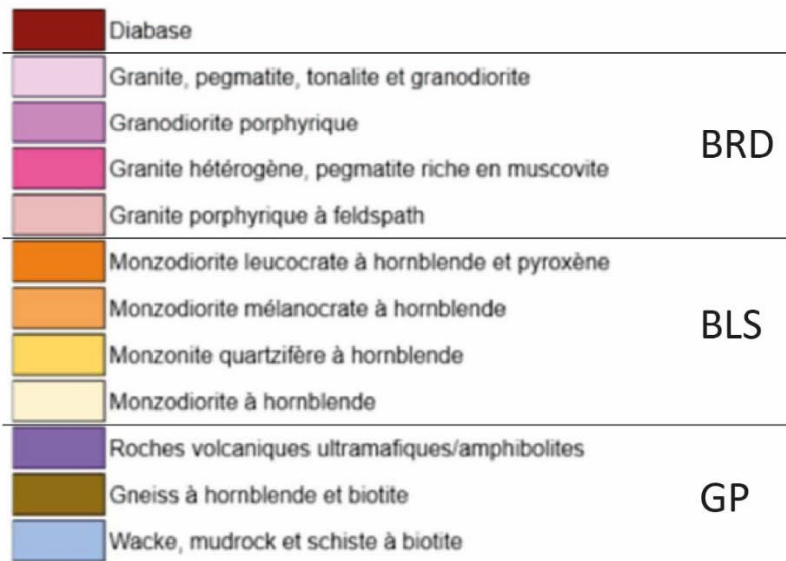 Diabase
Granite, pegmatite, tonalite et granodiorite
Granodiorite porphyrique
BRD
Granite hétérogène, pegmatite riche en muscovite
Granite porphyrique à feldspath
Monzodiorite leucocrate à hornblende et pyroxène
Monzodiorite mélanocrate à hornblende
BLS
Monzonite quartzifère à hornblende
Monzodiorite à hornblende
Roches volcaniques ultramafiques/amphibolites
Gneiss à hornblende et biotite
GP
Wacke, mudrock et schiste à biotite